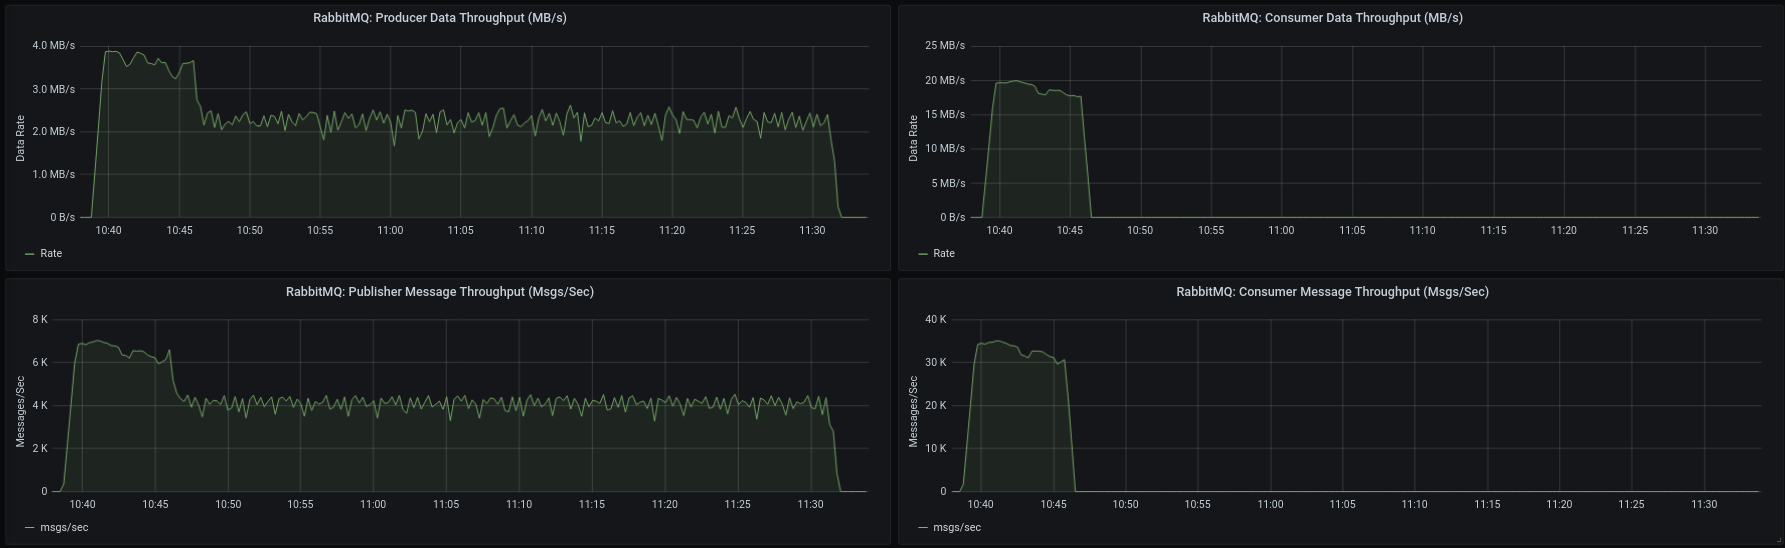 RabbitMQ: Producer Data Throughput (MB/s)
Data Rate
4.0 MB/s
3.0 MB/s
2.0 MB/s
1.0 MB/s
0 B/s
10:40 10:45 10:50 10:55 11:00 11:05 11:10 11:15 11:20 11:25 11:30
Rate
RabbitMQ: Consumer Data Throughput (MB/s)
Data Rate
25 MB/s
20 MB/s
15 MB/s
10 MB/s
5 MB/s
0 B/s
10:40 10:45 10:50 10:55 11:00 11:05 11:10 11:15 11:20 11:25 11:30
Rate
RabbitMQ: Publisher Message Throughput (Msgs/Sec)
Messages/Sec
8 K
6 K
4 K
2 K
0
10:40 10:45 10:50 10:55 11:00 11:05 11:10 11:15 11:20 11:25 11:30
msgs/sec
RabbitMQ: Consumer Message Throughput (Msgs/Sec)
Messages/Sec
40 K
30 K
20 K
10 K
0
10:40 10:45 10:50 10:55 11:00 11:05 11:10 11:15 11:20 11:25 11:30
msgs/sec